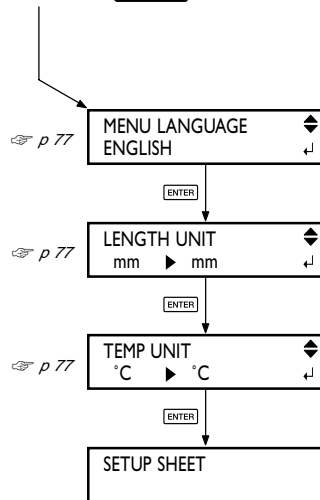 ☞ p 77
MENU LANGUAGE
ENGLISH
ENTER
☞ p 77
LENGTH UNIT
mm ▶ mm
ENTER
☞ p 77
TEMP UNIT
˚C ▶ ˚C
ENTER
SETUP SHEET